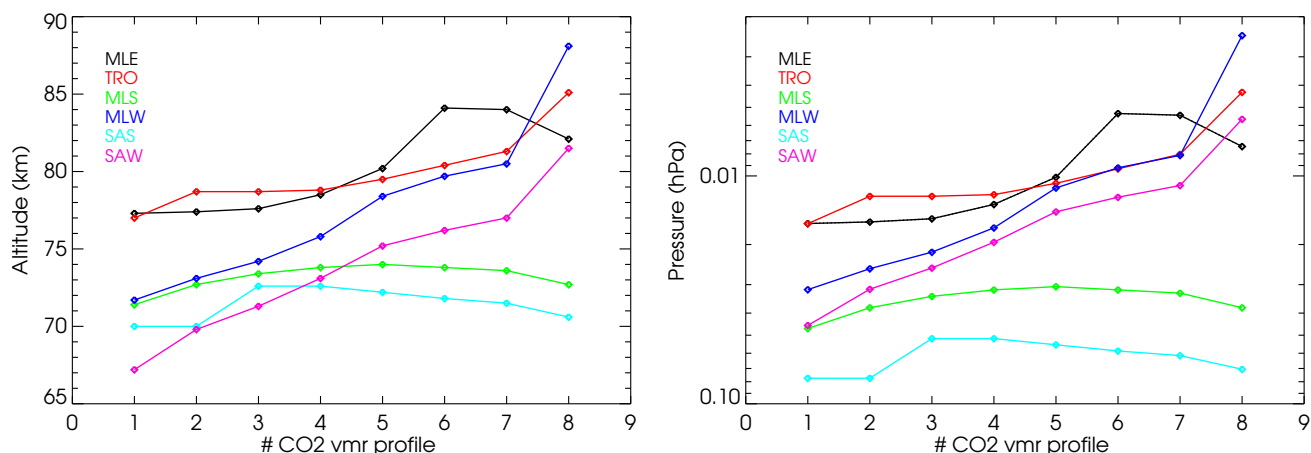 90
85
80
75
70
65
Altitude (km)
MLE
TRO
MLS
MLW
SAS
SAW
0 1 2 3 4 5 6 7 8 9
# CO2 vmr profile
0.01
0.10
Pressure (hPa)
MLE
TRO
MLS
MLW
SAS
SAW
0 1 2 3 4 5 6 7 8 9
# CO2 vmr profile